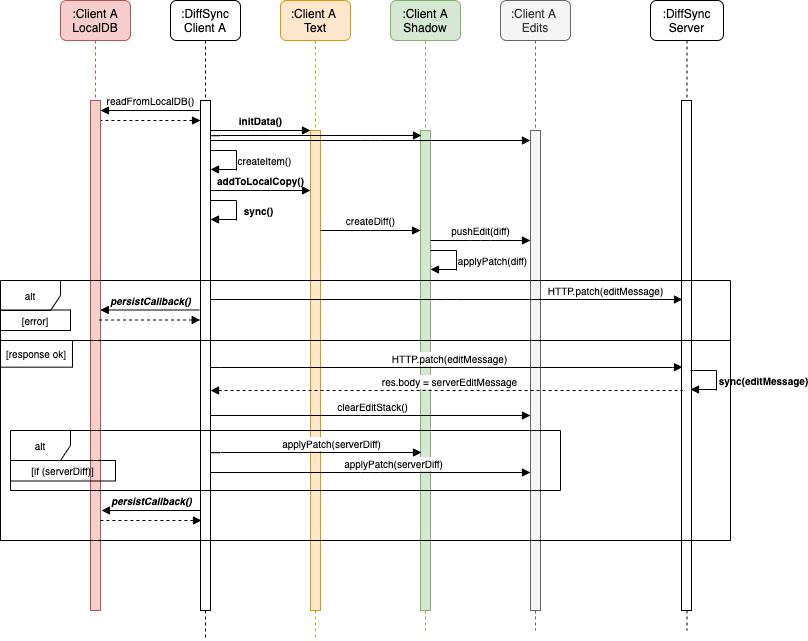 :Client A
LocalDB
:DiffSync
Client A
:Client A
Text
:Client A
Shadow
:Client A
Edits
:DiffSync
Server
readFromLocalDB()
initData()
createItem()
addToLocalCopy()
sync()
createDiff()
pushEdit(diff)
applyPatch(diff)
alt
HTTP.patch(editMessage)
persistCallback()
[error]
[response ok]
HTTP.patch(editMessage)
sync(editMessage)
res.body = serverEditMessage
clearEditStack()
alt
applyPatch(serverDiff)
[if (serverDiff)]
applyPatch(serverDiff)
persistCallback()